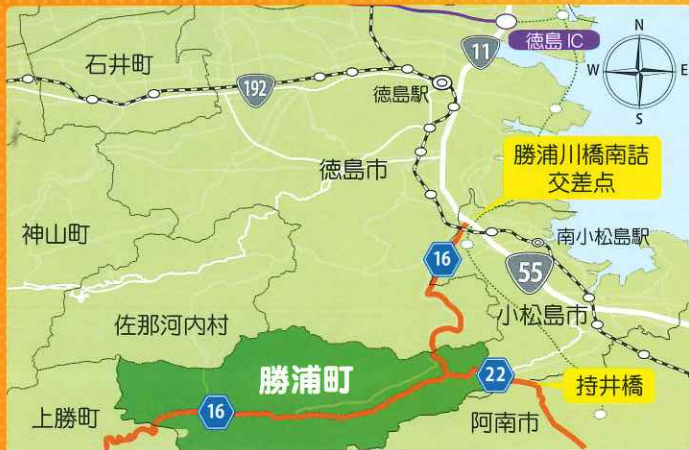 11
徳島 IC
N
W
E
S
石井町
192
徳島駅
徳島市
勝浦川橋南詰
交差点
神山町
南小松島駅
16
55
佐那河内村
小松島市
勝浦町
22
持井橋
上勝町
16
阿南市